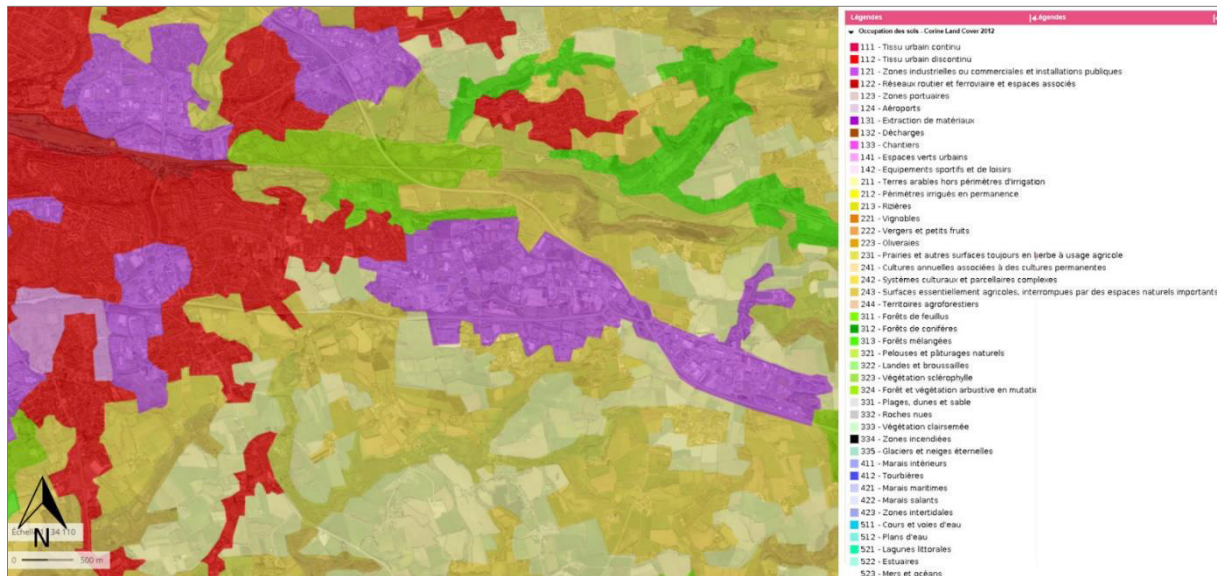 Légendes
Légendes
Occupation des sols - Corine Land Cover 2012
111 - Tissu urbain continu
112 - Tissu urbain discontinu
121 - Zones industrielles ou commerciales et installations publiques
122 - Réseaux routier et ferroviaire et espaces associés
123 - Zones portuaires
124 - Aéroports
131 - Extraction de matériaux
132 - Décharges
133 - Chantiers
141 - Espaces verts urbains
142 - Equipements sportifs et de loisirs
211 - Terres arables hors périmètres d'irrigation
212 - Périmètres irrigués en permanence
213 - Rizières
221 - Vignobles
222 - Vergers et petits fruits
223 - Oliveraies
231 - Prairies et autres surfaces toujours en herbe à usage agricole
241 - Cultures annuelles associées à des cultures permanentes
242 - Systèmes culturaux et parcellaires complexes
243 - Surfaces essentiellement agricoles, interrompues par des espaces naturels importants
244 - Territoires agroforestiers
311 - Forêts de feuillus
312 - Forêts de conifères
313 - Forêts mélangées
321 - Pelouses et pâturages naturels
322 - Landes et broussailles
323 - Végétation sclérophylle
324 - Forêt et végétation arbustive en mutatio
331 - Plages, dunes et sable
332 - Roches nues
333 - Végétation clairsemée
334 - Zones incendiées
335 - Glaciers et neiges éternelles
411 - Marais intérieurs
412 - Tourbières
421 - Marais maritimes
422 - Marais salants
423 - Zones intertidales
511 - Cours et voies d'eau
512 - Plans d'eau
521 - Lagunes littorales
522 - Estuaires
523 - Mers et océans
34 110
N
0 500 m